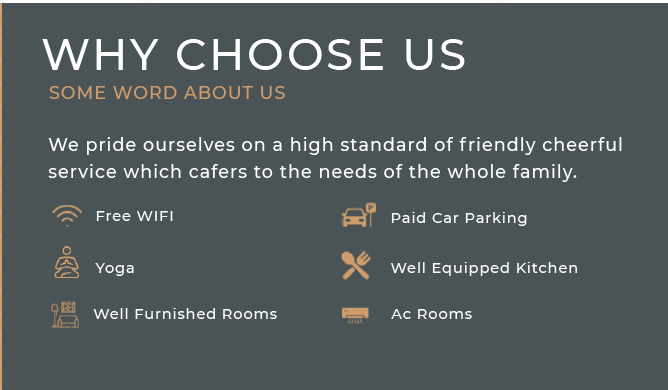 WHY CHOOSE US
SOME WORD ABOUT US
We pride ourselves on a high standard of friendly cheerful
service which cafers to the needs of the whole family.
Free WIFI
P
Paid Car Parking
Yoga
Well Equipped Kitchen
Well Furnished Rooms
Ac Rooms